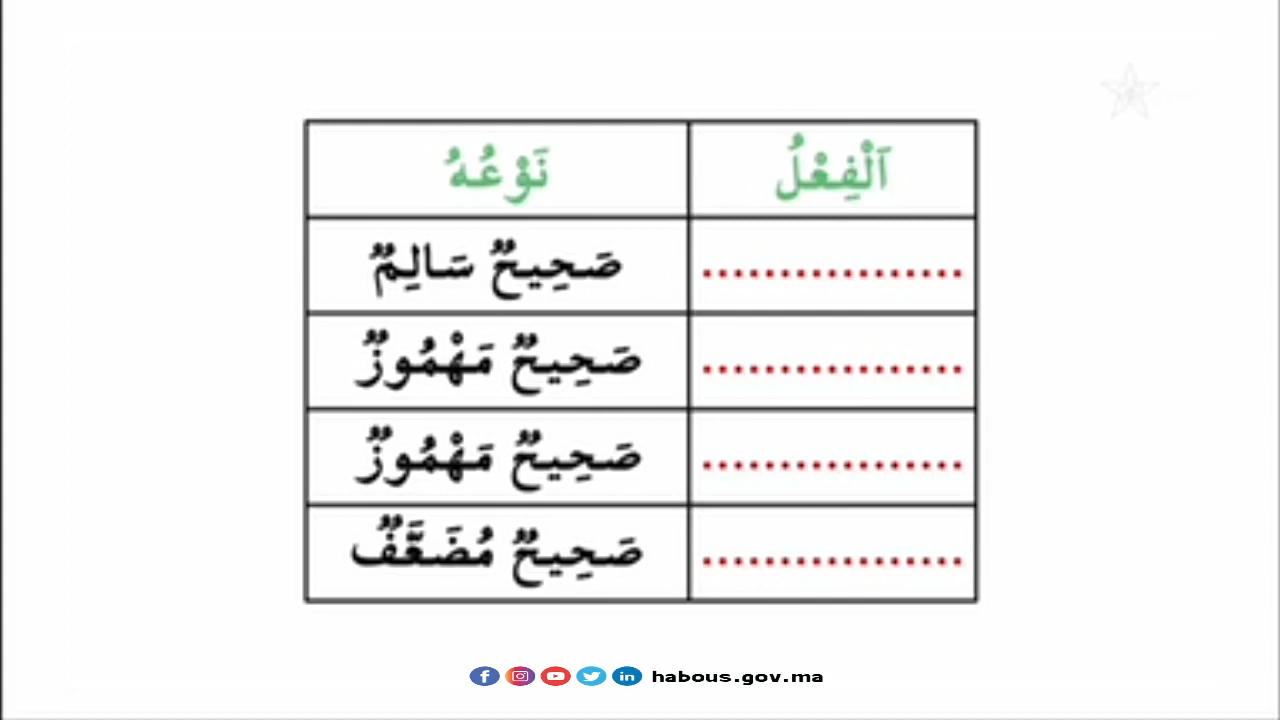 اَلْفِعْلُ نَوْعُهُ
................. صَحِيحٌ سَالِمٌ
................. صَحِيحٌ مَهْمُوزٌ
................. صَحِيحٌ مَهْمُوزٌ
................. صَحِيحٌ مُضَعَّفٌ
habous.gov.ma